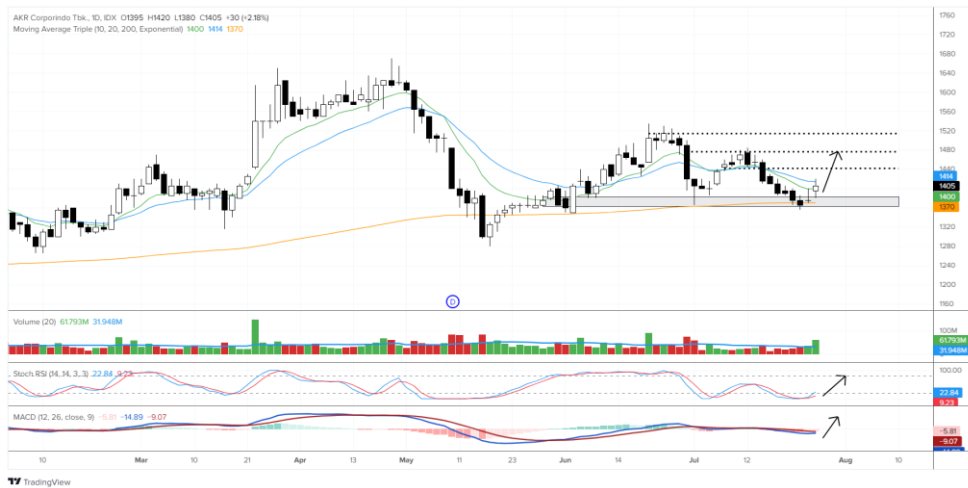 AKR Corporindo Tbk., 1D, IDX O1395 H1420 L1380 C1405 +30 (+2.18%)
Moving Average Triple (10, 20, 200, Exponential) 1400 1414 1370
1760
1720
1680
1640
1600
1560
1520
1480
1440
1414
1405
1400
1370
1320
1280
1240
1200
1160
D
Volume (20) 61.793M 31.948M
100M
61.793M
31.948M
Stoch RSI (14, 14, 3, 3) 22.84 9.23
100.00
22.84
9.23
MACD (12, 26, close, 9) -5.81 -14.89 -9.07
-5.81
-9.07
10 Mar 10 21 Apr 13 May 11 23 Jun 14 Jul 12 Aug 10
TradingView